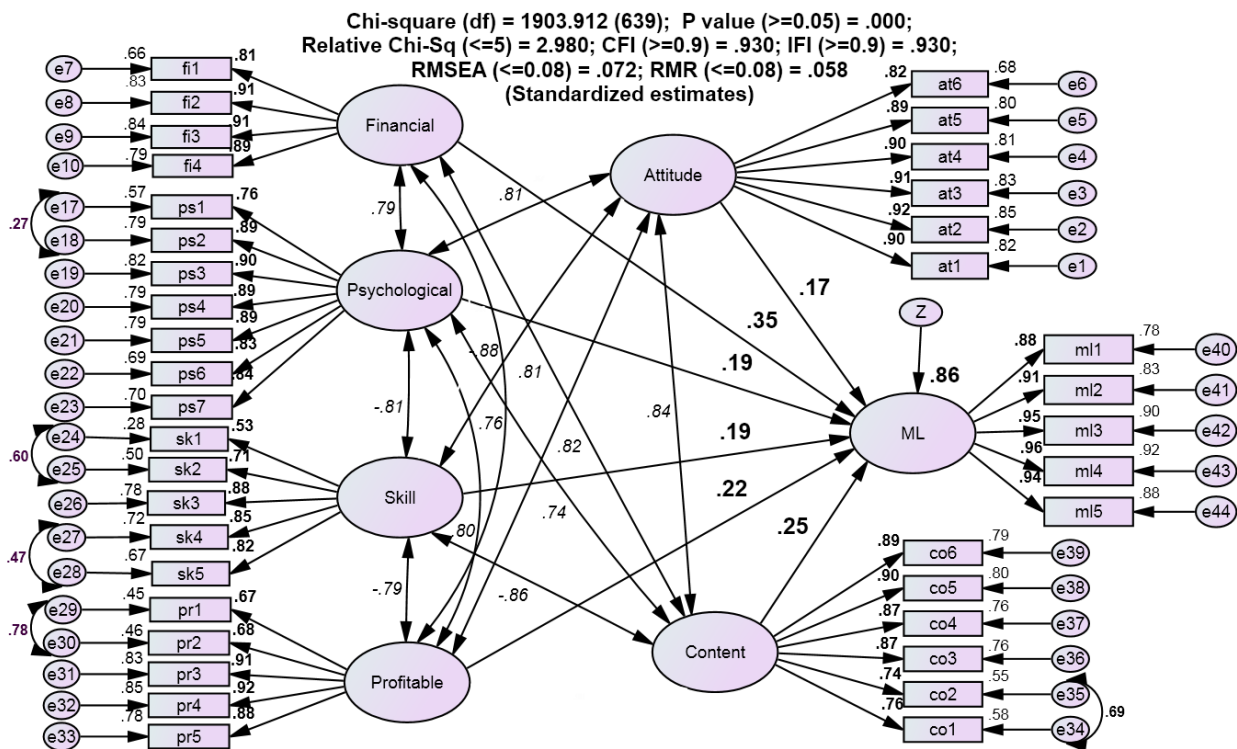 Chi-square (df) = 1903.912 (639); P value (>=0.05) = .000;
Relative Chi-Sq (<=5) = 2.980; CFI (>=0.9) = .930; IFI (>=0.9) = .930;
RMSEA (<=0.08) = .072; RMR (<=0.08) = .058
(Standardized estimates)
e7 .66 fi1 .81
e8 .83 fi2 .91
e9 .84 fi3 .91
e10 .79 fi4 .89
Financial
e17 .57 ps1 .76
.27
e18 .79 ps2 .89
e19 .82 ps3 .90
e20 .79 ps4 .89
e21 .79 ps5 .89
e22 .69 ps6 .83
e23 .70 ps7 .84
Psychological
e24 .28 sk1 .53
.60
e25 .50 sk2 .71
e26 .78 sk3 .88
e27 .72 sk4 .85
.47
e28 .67 sk5 .82
Skill
e29 .45 pr1 .67
.78
e30 .46 pr2 .68
e31 .83 pr3 .91
e32 .85 pr4 .92
e33 .78 pr5 .88
Profitable
.79
.81
-.88
.81
-.81
.76
.84
.82
.74
.80
-.79
-.86
.17
.35
.19
.19
.22
.25
Attitude
.82 at6 .68 e6
.89 at5 .80 e5
.90 at4 .81 e4
.91 at3 .83 e3
.92 at2 .85 e2
.90 at1 .82 e1
Z
.86
ML
.88 ml1 .78 e40
.91 ml2 .83 e41
.95 ml3 .90 e42
.96 ml4 .92 e43
.94 ml5 .88 e44
Content
.89 co6 .79 e39
.90 co5 .80 e38
.87 co4 .76 e37
.87 co3 .76 e36
.74 co2 .55 e35
.76 co1 .58 e34
.69